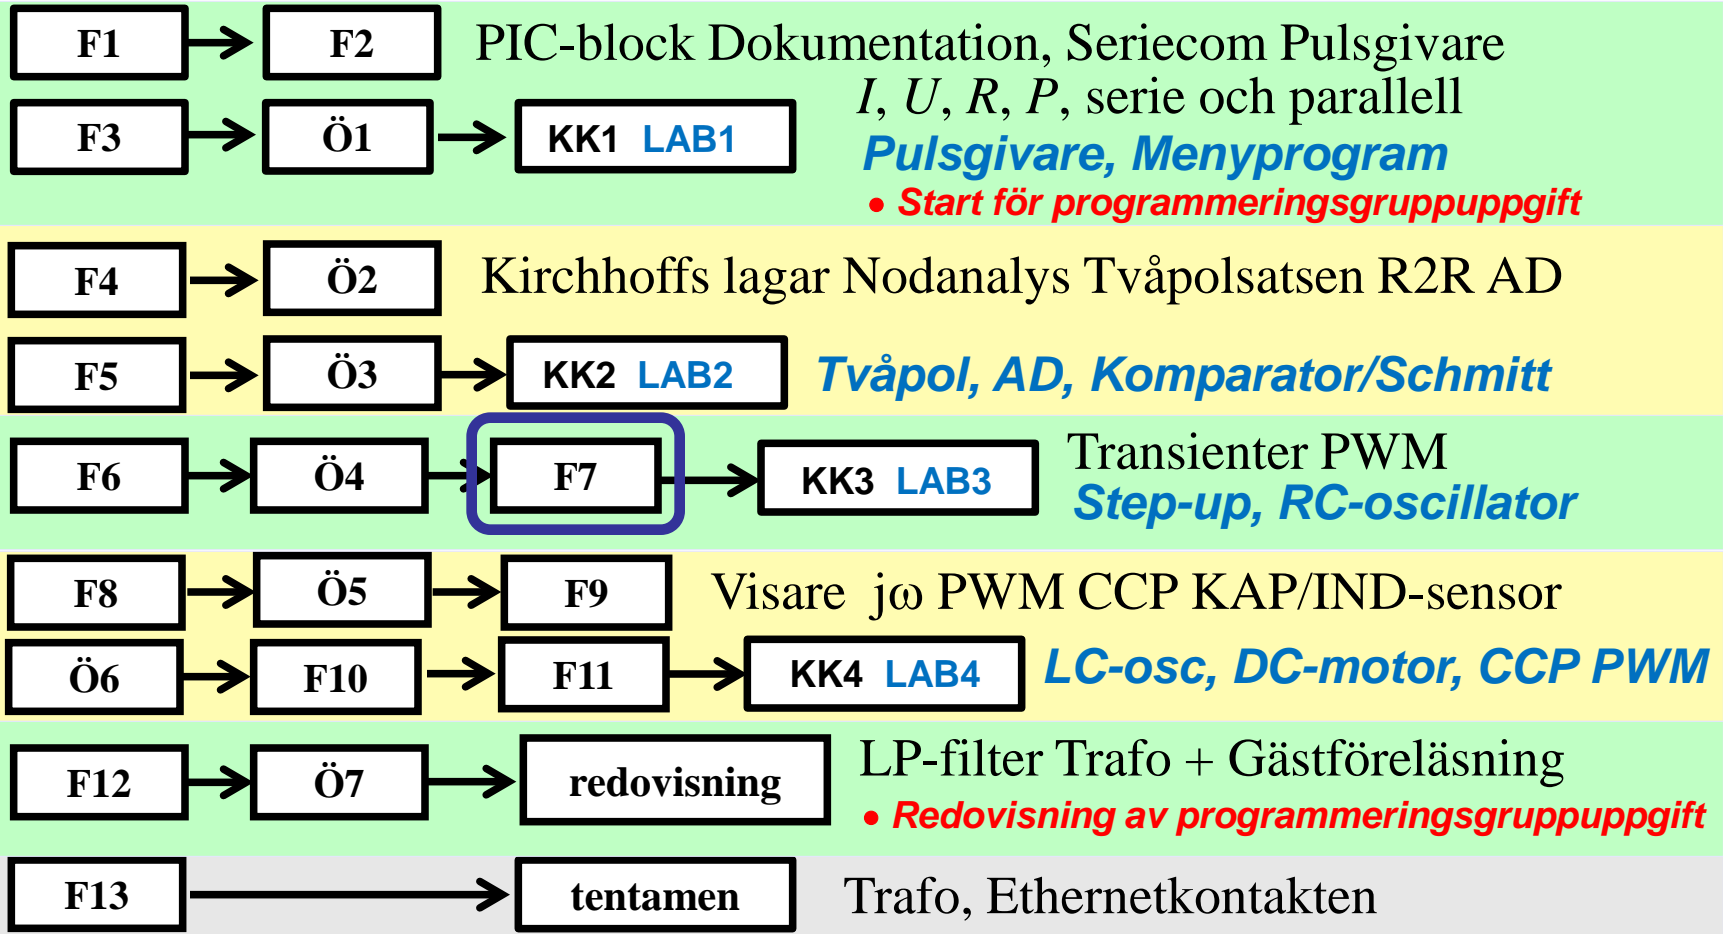 F1 F2 PIC-block Dokumentation, Seriecom Pulsgivare
I, U, R, P, serie och parallell
F3 Ö1 KK1 LAB1 Pulsgivare, Menyprogram
• Start för programmeringsgruppuppgift
F4 Ö2 Kirchhoffs lagar Nodanalys Tvåpolsatsen R2R AD
F5 Ö3 KK2 LAB2 Tvåpol, AD, Komparator/Schmitt
F6 Ö4 F7 KK3 LAB3 Transienter PWM
Step-up, RC-oscillator
F8 Ö5 F9 Visare jω PWM CCP KAP/IND-sensor
Ö6 F10 F11 KK4 LAB4 LC-osc, DC-motor, CCP PWM
F12 Ö7 redovisning LP-filter Trafo + Gästföreläsning
• Redovisning av programmeringsgruppuppgift
F13 tentamen Trafo, Ethernetkontakten